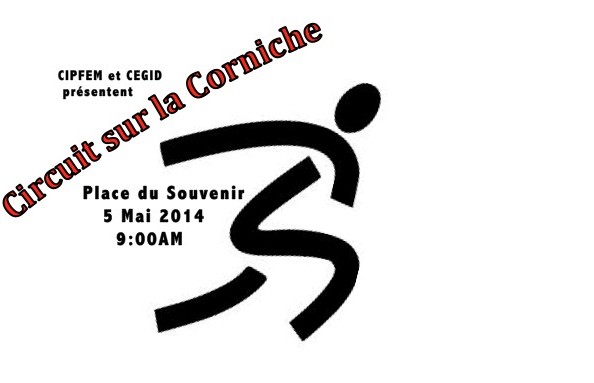 CIPFEM et CEGID
présentent
Circuit sur la Corniche
Place du Souvenir
5 Mai 2014
9:00AM